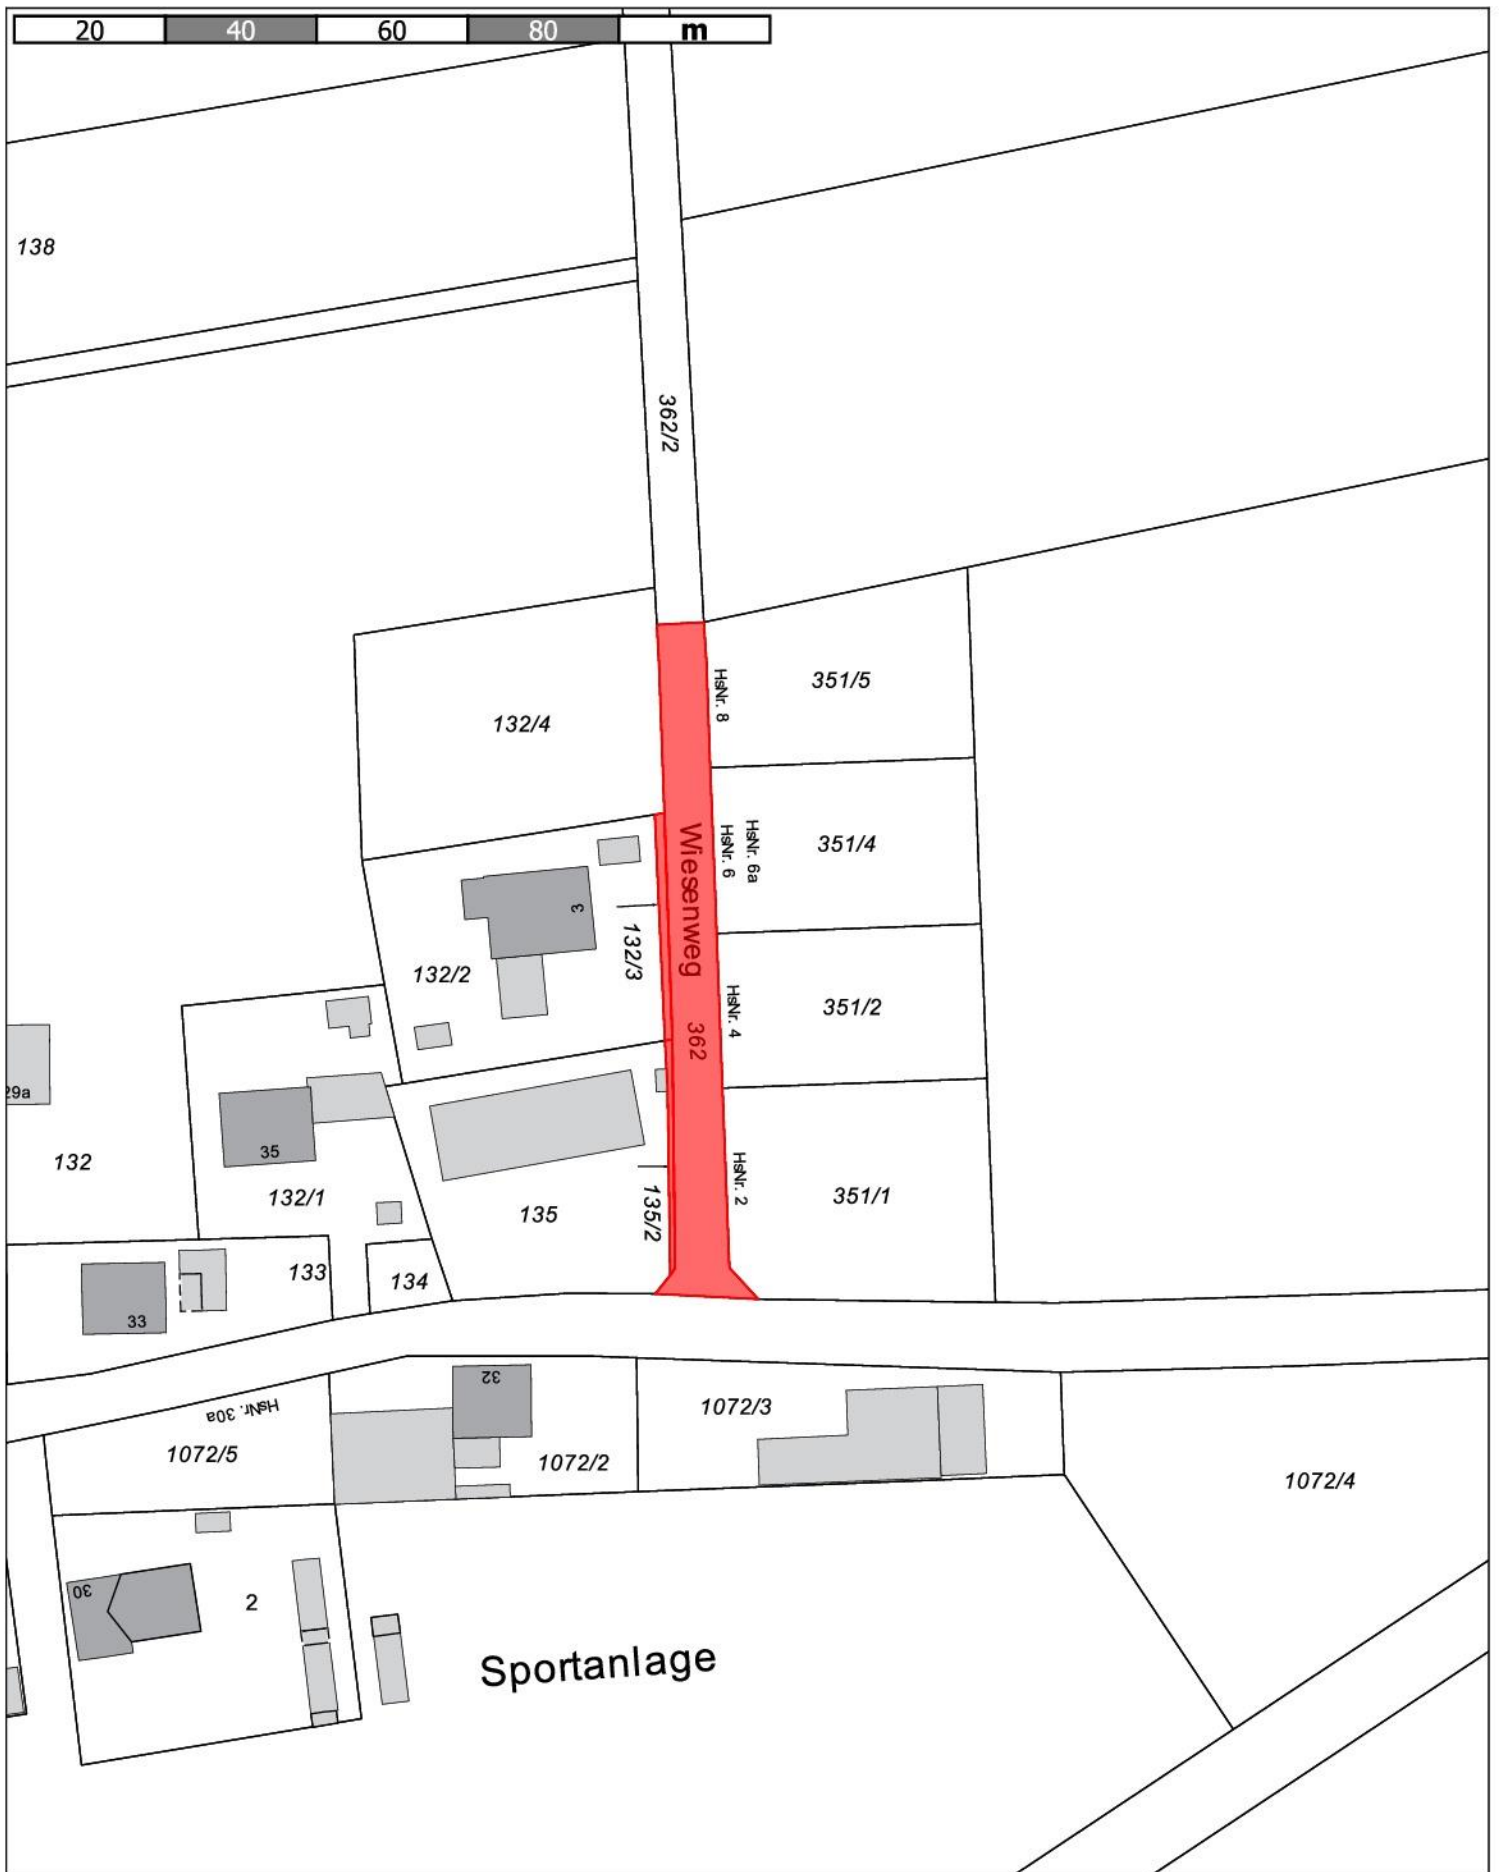 20 40 60 80 m
138
362/2
HsNr. 8
351/5
132/4
Wiesenweg
HsNr. 6
HsNr. 6a
351/4
3
132/3
132/2
362
HsNr. 4
351/2
29a
35
132
132/1
135
135/2
HsNr. 2
351/1
133
134
33
32
HsNr. 30a
1072/3
1072/5
1072/2
1072/4
30
2
Sportanlage